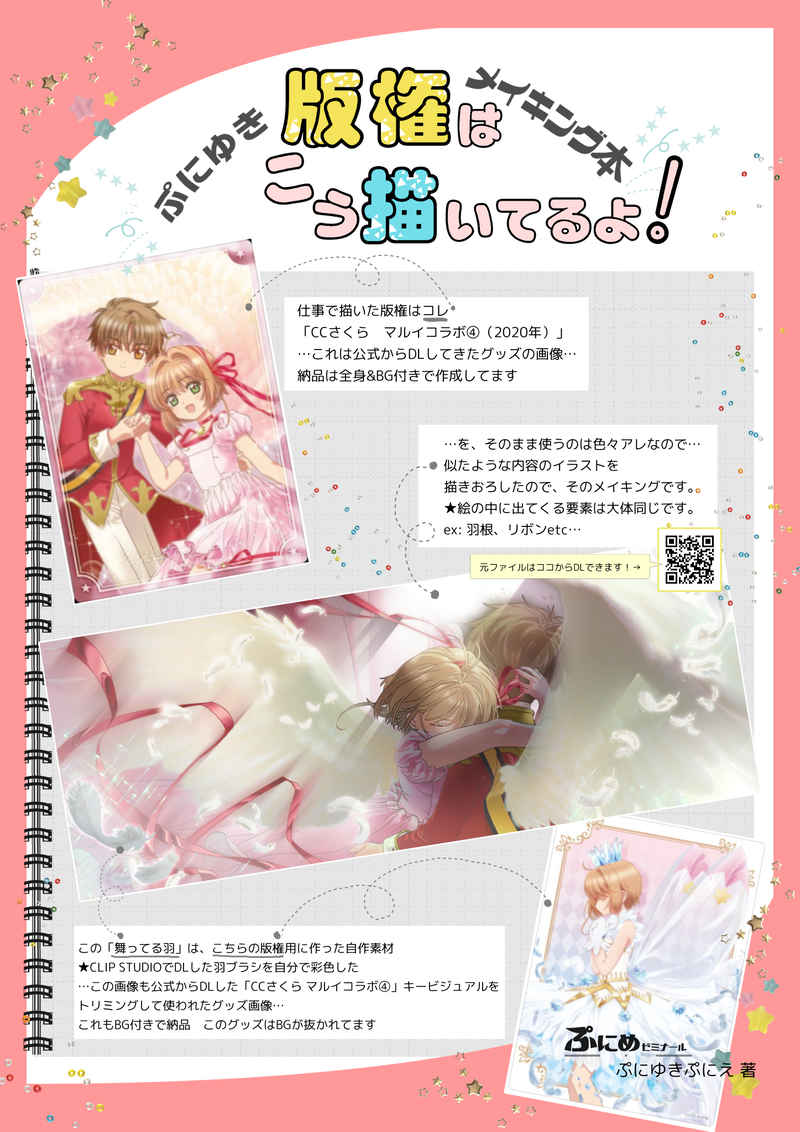 ぷにゆき
版権は
メイキング本
こう描いてるよ！
仕事で描いた版権はコレ
「CCさくら　マルイコラボ④（2020年）」
…これは公式からDLしてきたグッズの画像…
納品は全身&BG付きで作成してます
…を、そのまま使うのは色々アレなので…
似たような内容のイラストを
描きおろしたので、そのメイキングです。
★絵の中に出てくる要素は大体同じです。
ex: 羽根、リボンetc…
元ファイルはココからDLできます！→
この「舞ってる羽」は、こちらの版権用に作った自作素材
★CLIP STUDIOでDLした羽ブラシを自分で彩色した
…この画像も公式からDLした「CCさくら マルイコラボ④」キービジュアルを
トリミングして使われたグッズ画像…
これもBG付きで納品　このグッズはBGが抜かれてます
ぷにめゼミナール
ぷにゆきぷにえ 著